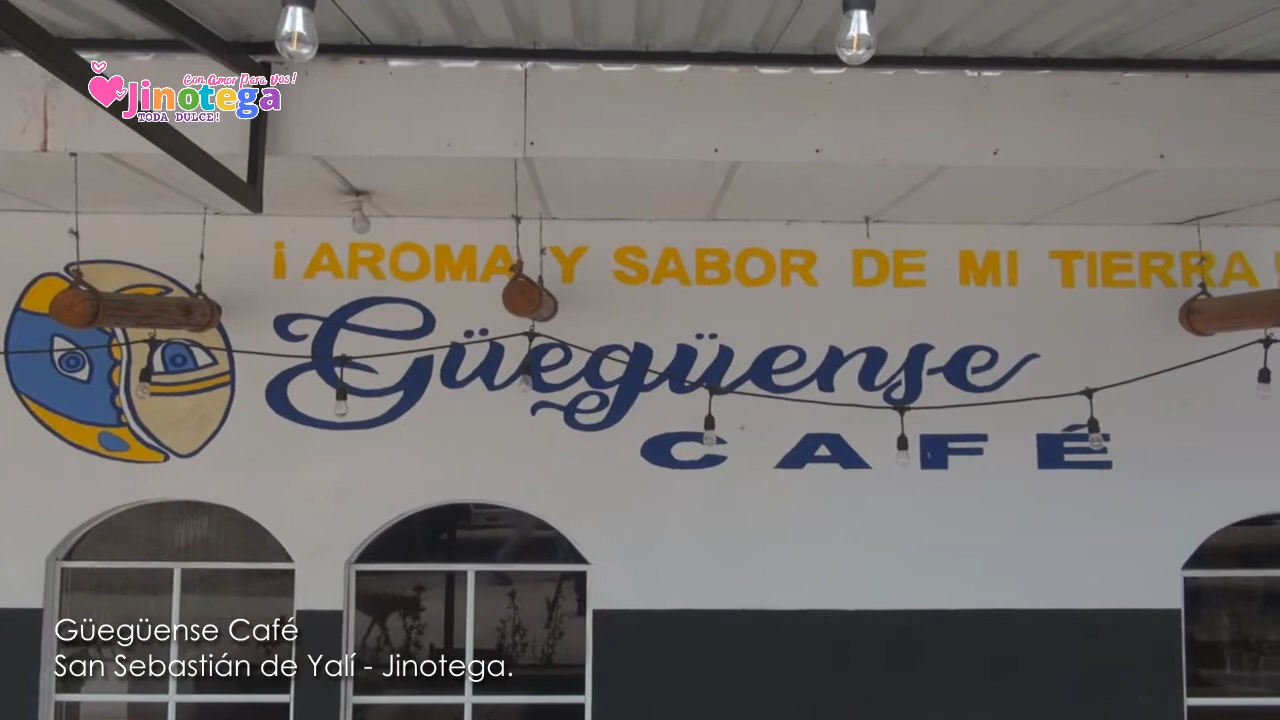 Con Amor Para Vos!
Jinotega
TODA DULCE!
¡ AROMA Y SABOR DE MI TIERRA !
Güegüense
CAFÉ
Güegüense Café
San Sebastián de Yalí - Jinotega.